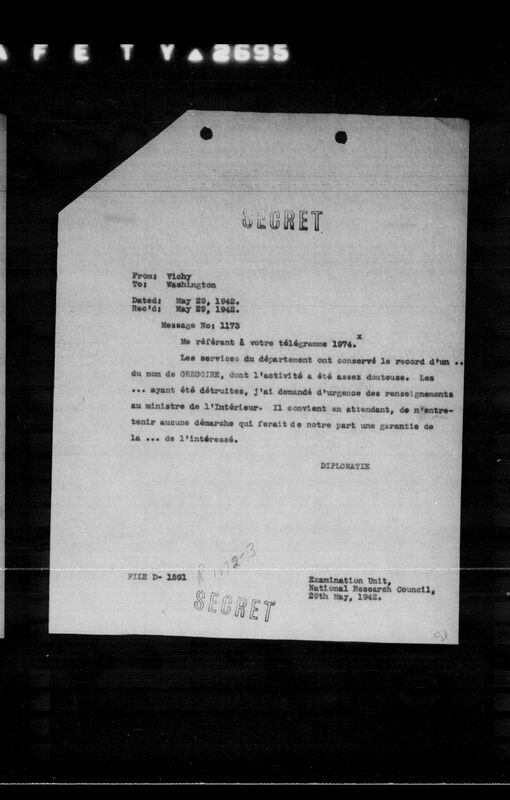 AFETY▲2695
SECRET
From: Vichy
To: Washington
Dated: May 29, 1942.
Rec'd: May 29, 1942.
Message No: 1173
Me référant à votre télégramme 1974.x
Les services du département ont conservé le record d'un ..
du nom de GREGOIRE, dont l'activité a été assez douteuse. Les
... ayant été détruites, j'ai demandé d'urgence des renseignements
au ministre de l'Intérieur. Il convient en attendant, de n'entre-
tenir aucune démarche qui ferait de notre part une garantie de
la ... de l'intéressé.
DIPLOMATIE
R 1172-3
FILE D- 1591
Examination Unit,
National Research Council,
29th May, 1942.
SECRET